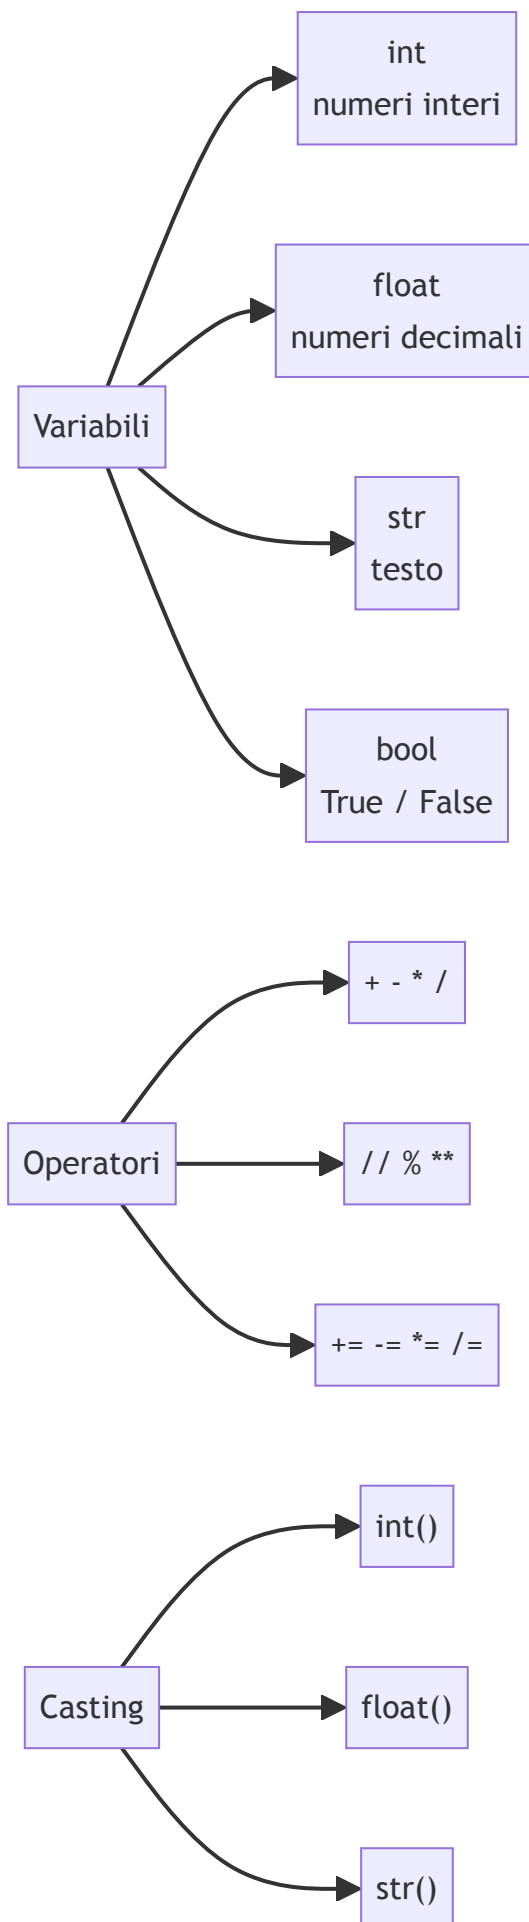 int
numeri interi
float
numeri decimali
Variabili
str
testo
bool
True / False
+ - * /
Operatori
// % **
+= -= *= /=
int()
Casting
float()
str()